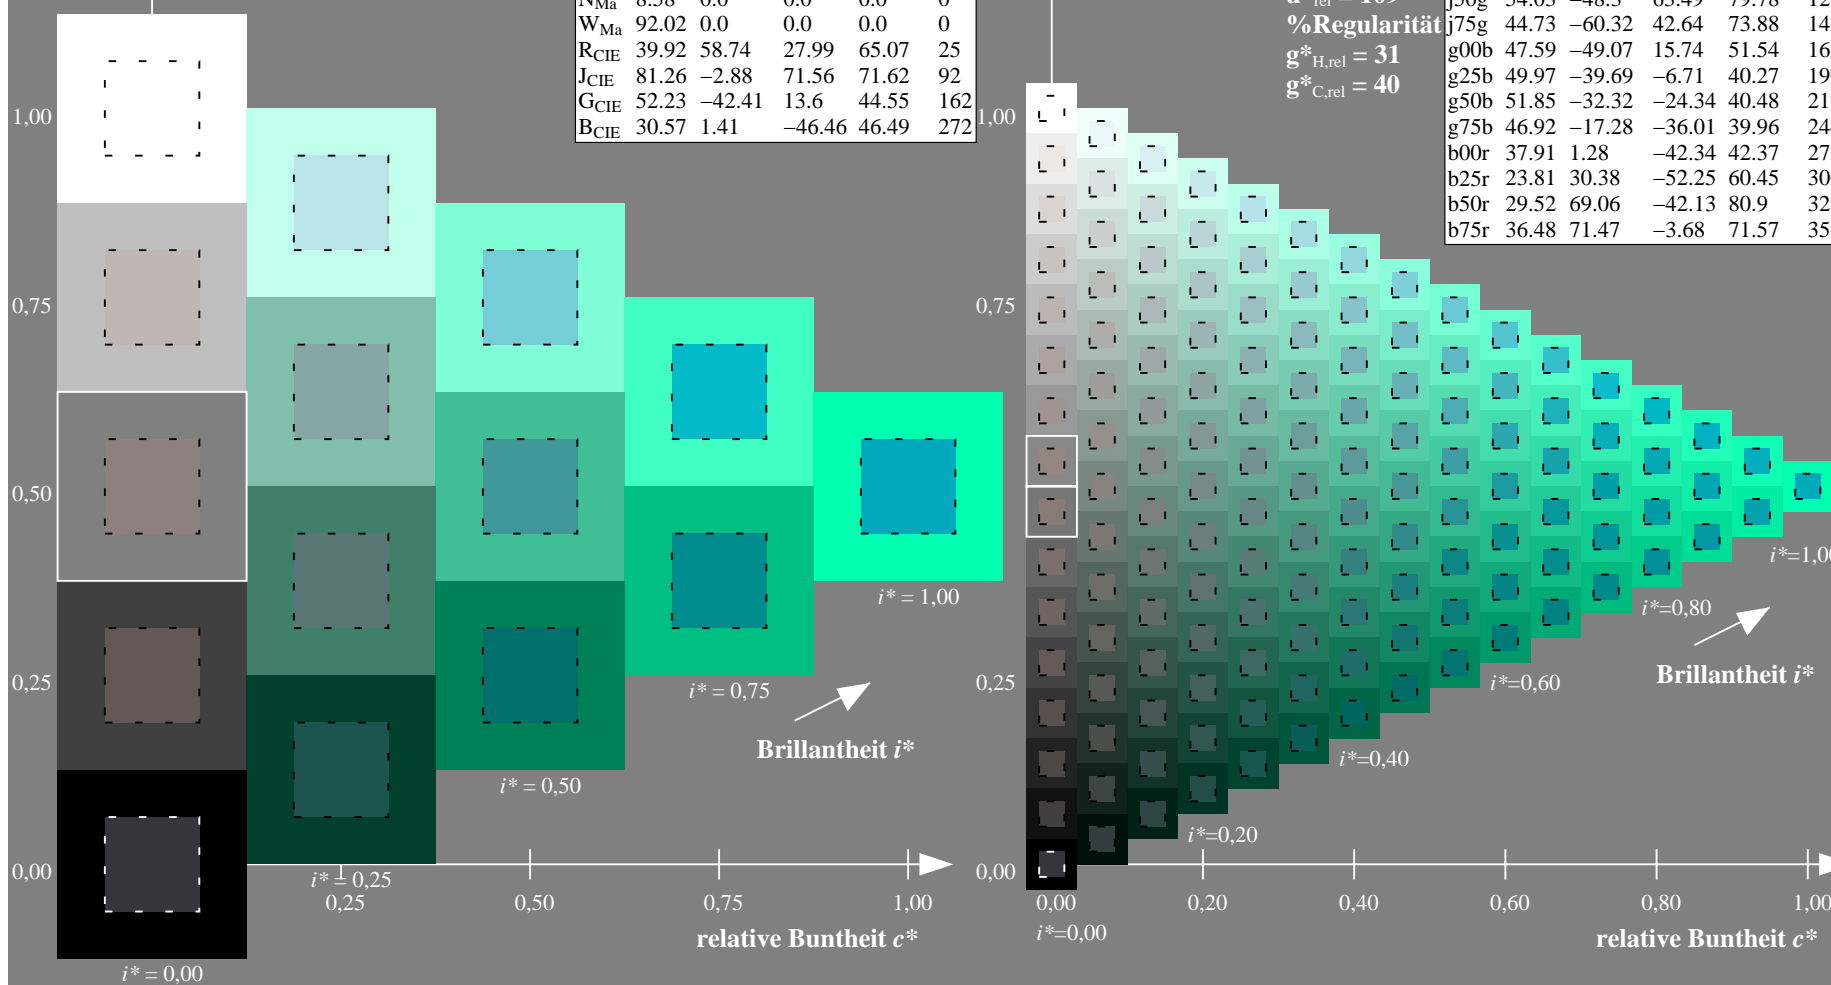 N_Ma 8.58 0.0 0.0 0.0 0
W_Ma 92.02 0.0 0.0 0.0 0
R_CIE 39.92 58.74 27.99 65.07 25
J_CIE 81.26 −2.88 71.56 71.62 92
G_CIE 52.23 −42.41 13.6 44.55 162
B_CIE 30.57 1.41 −46.46 46.49 272
1,00
0,75
0,50
0,25
0,00
i* = 1,00
i* = 0,75
i* = 0,50
i* = 0,25
i* = 0,00
Brillantheit i*
0,25 0,50 0,75 1,00
relative Buntheit c*
%Regularität
g*_H,rel = 31
g*_C,rel = 40
j75g 44.73 −60.32 42.64 73.88
g00b 47.59 −49.07 15.74 51.54
g25b 49.97 −39.69 −6.71 40.27
g50b 51.85 −32.32 −24.34 40.48
g75b 46.92 −17.28 −36.01 39.96
b00r 37.91 1.28 −42.34 42.37
b25r 23.81 30.38 −52.25 60.45
b50r 29.52 69.06 −42.13 80.9
b75r 36.48 71.47 −3.68 71.57
1,00
0,75
0,25
0,00
i*=1,00
i*=0,80
i*=0,60
i*=0,40
i*=0,20
i*=0,00
Brillantheit i*
0,00 0,20 0,40 0,60 0,80 1,00
relative Buntheit c*